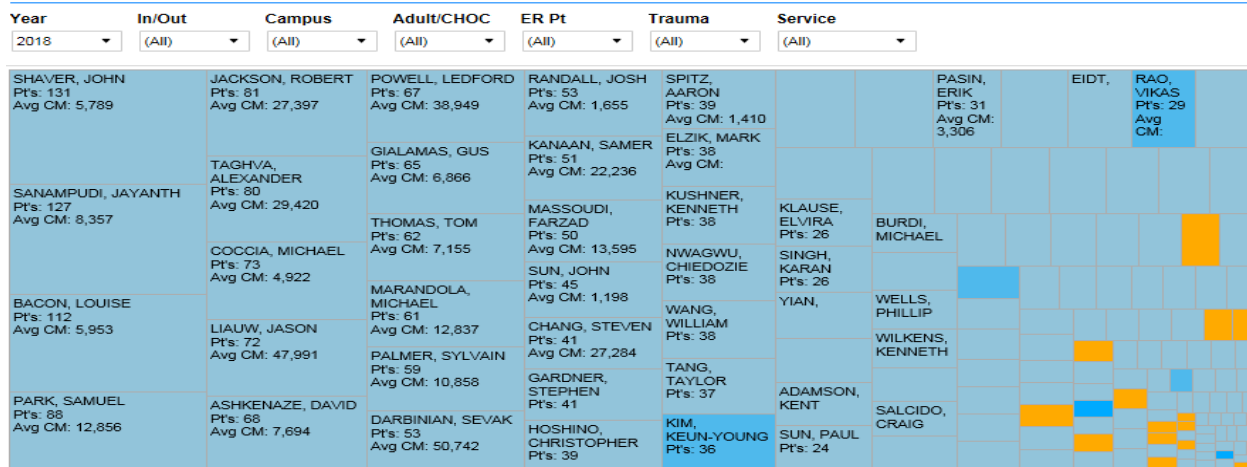 Year In/Out Campus Adult/CHOC ER Pt Trauma Service
2018 (All) (All) (All) (All) (All) (All)
SHAVER, JOHN
Pt's: 131
Avg CM: 5,789
SANAMPUDI, JAYANTH
Pt's: 127
Avg CM: 8,357
BACON, LOUISE
Pt's: 112
Avg CM: 5,953
PARK, SAMUEL
Pt's: 88
Avg CM: 12,856
JACKSON, ROBERT
Pt's: 81
Avg CM: 27,397
TAGHVA,
ALEXANDER
Pt's: 80
Avg CM: 29,420
COCCIA, MICHAEL
Pt's: 73
Avg CM: 4,922
LIAUW, JASON
Pt's: 72
Avg CM: 47,991
ASHKENAZE, DAVID
Pt's: 68
Avg CM: 7,694
POWELL, LEDFORD
Pt's: 67
Avg CM: 38,949
GIALAMAS, GUS
Pt's: 65
Avg CM: 6,866
THOMAS, TOM
Pt's: 62
Avg CM: 7,155
MARANDOLA,
MICHAEL
Pt's: 61
Avg CM: 12,837
PALMER, SYLVAIN
Pt's: 59
Avg CM: 10,858
DARBINIAN, SEVAK
Pt's: 53
Avg CM: 50,742
RANDALL, JOSH
Pt's: 53
Avg CM: 1,655
KANAAN, SAMER
Pt's: 51
Avg CM: 22,236
MASSOUDI,
FARZAD
Pt's: 50
Avg CM: 13,595
SUN, JOHN
Pt's: 45
Avg CM: 1,198
CHANG, STEVEN
Pt's: 41
Avg CM: 27,284
GARDNER,
STEPHEN
Pt's: 41
HOSHINO,
CHRISTOPHER
Pt's: 39
SPITZ,
AARON
Pt's: 39
Avg CM: 1,410
ELZIK, MARK
Pt's: 38
Avg CM:
KUSHNER,
KENNETH
Pt's: 38
NWAGWU,
CHIEDOZIE
Pt's: 38
WANG,
WILLIAM
Pt's: 38
TANG,
TAYLOR
Pt's: 37
KIM,
KEUN-YOUNG
Pt's: 36
PASIN,
ERIK
Pt's: 31
Avg CM:
3,306
EIDT,
RAO,
VIKAS
Pt's: 29
Avg
CM:
KLAUSE,
ELVIRA
Pt's: 26
SINGH,
KARAN
Pt's: 26
YIAN,
ADAMSON,
KENT
SUN, PAUL
Pt's: 24
BURDI,
MICHAEL
WELLS,
PHILLIP
WILKENS,
KENNETH
SALCIDO,
CRAIG